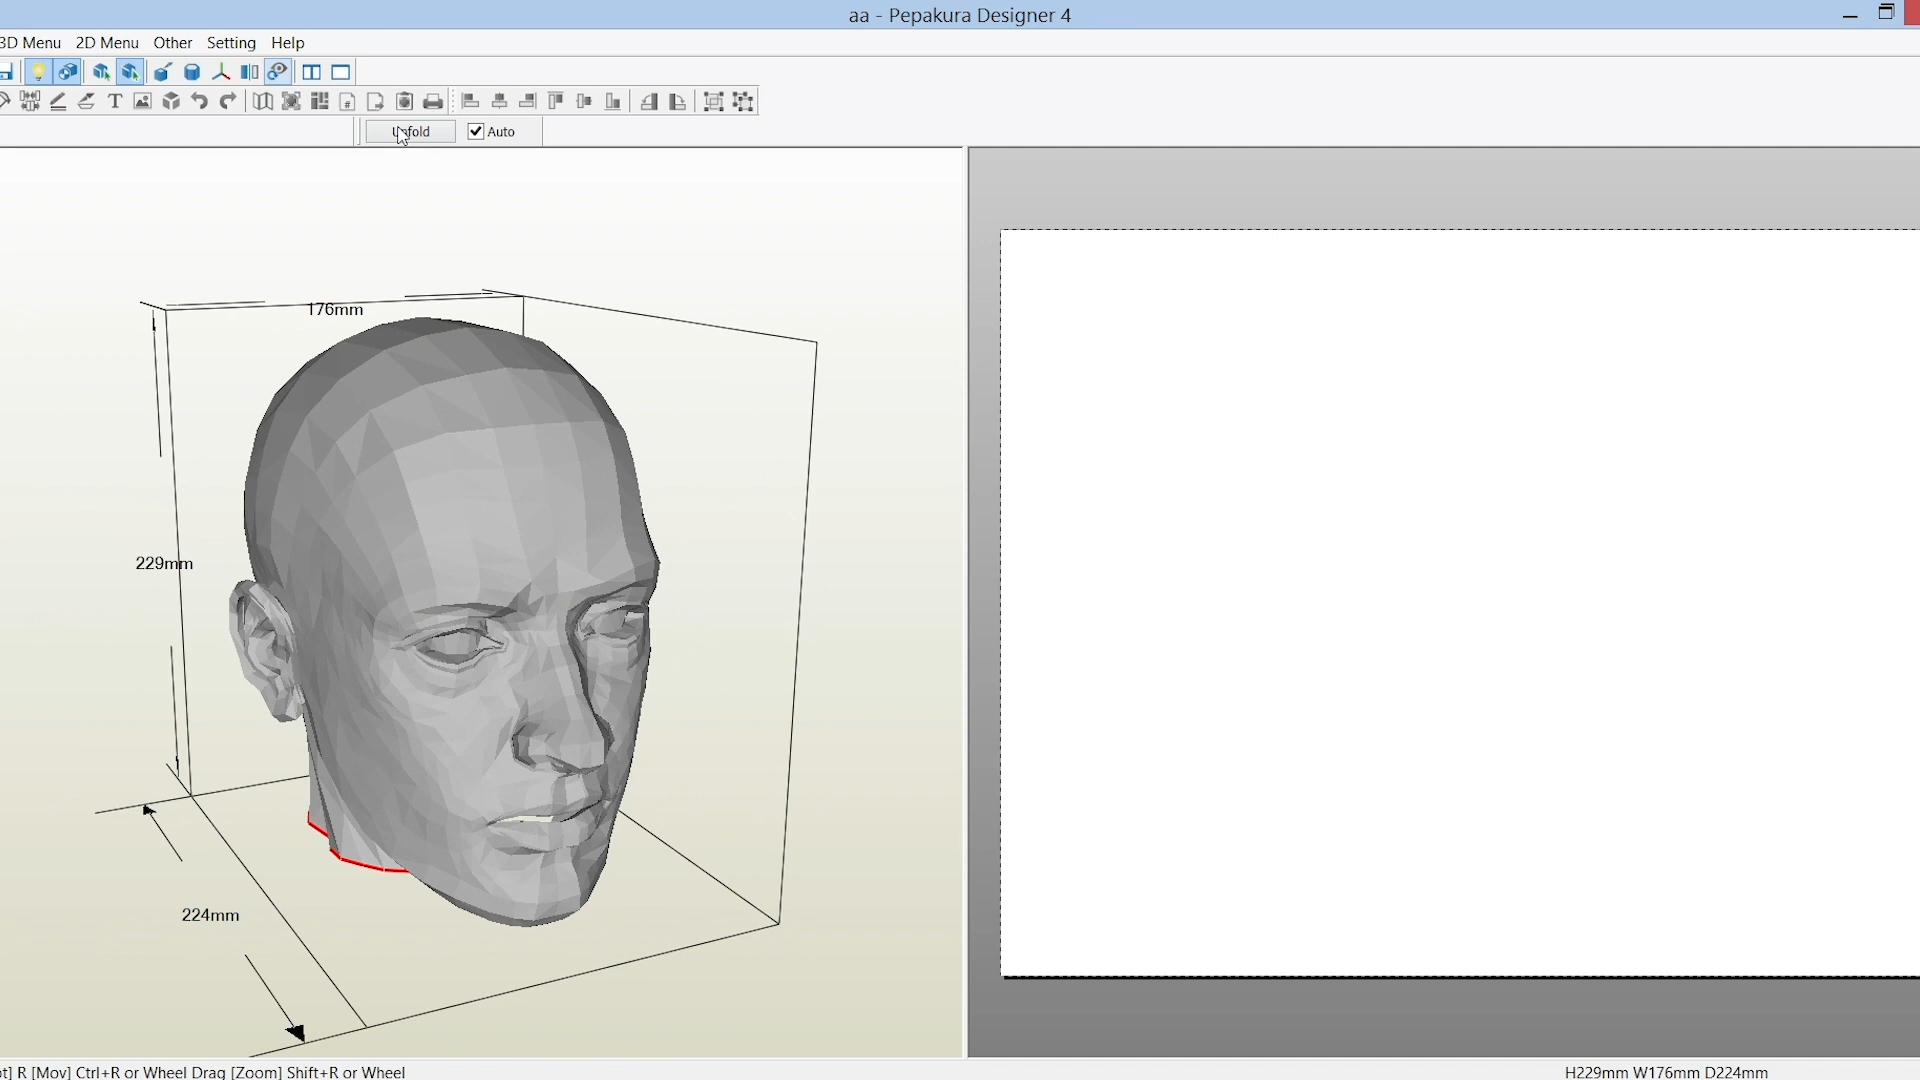 aa - Pepakura Designer 4
3D Menu 2D Menu Other Setting Help
Unfold Auto
176mm
229mm
224mm
R [Mov] Ctrl+R or Wheel Drag [Zoom] Shift+R or Wheel
H229mm W176mm D224mm